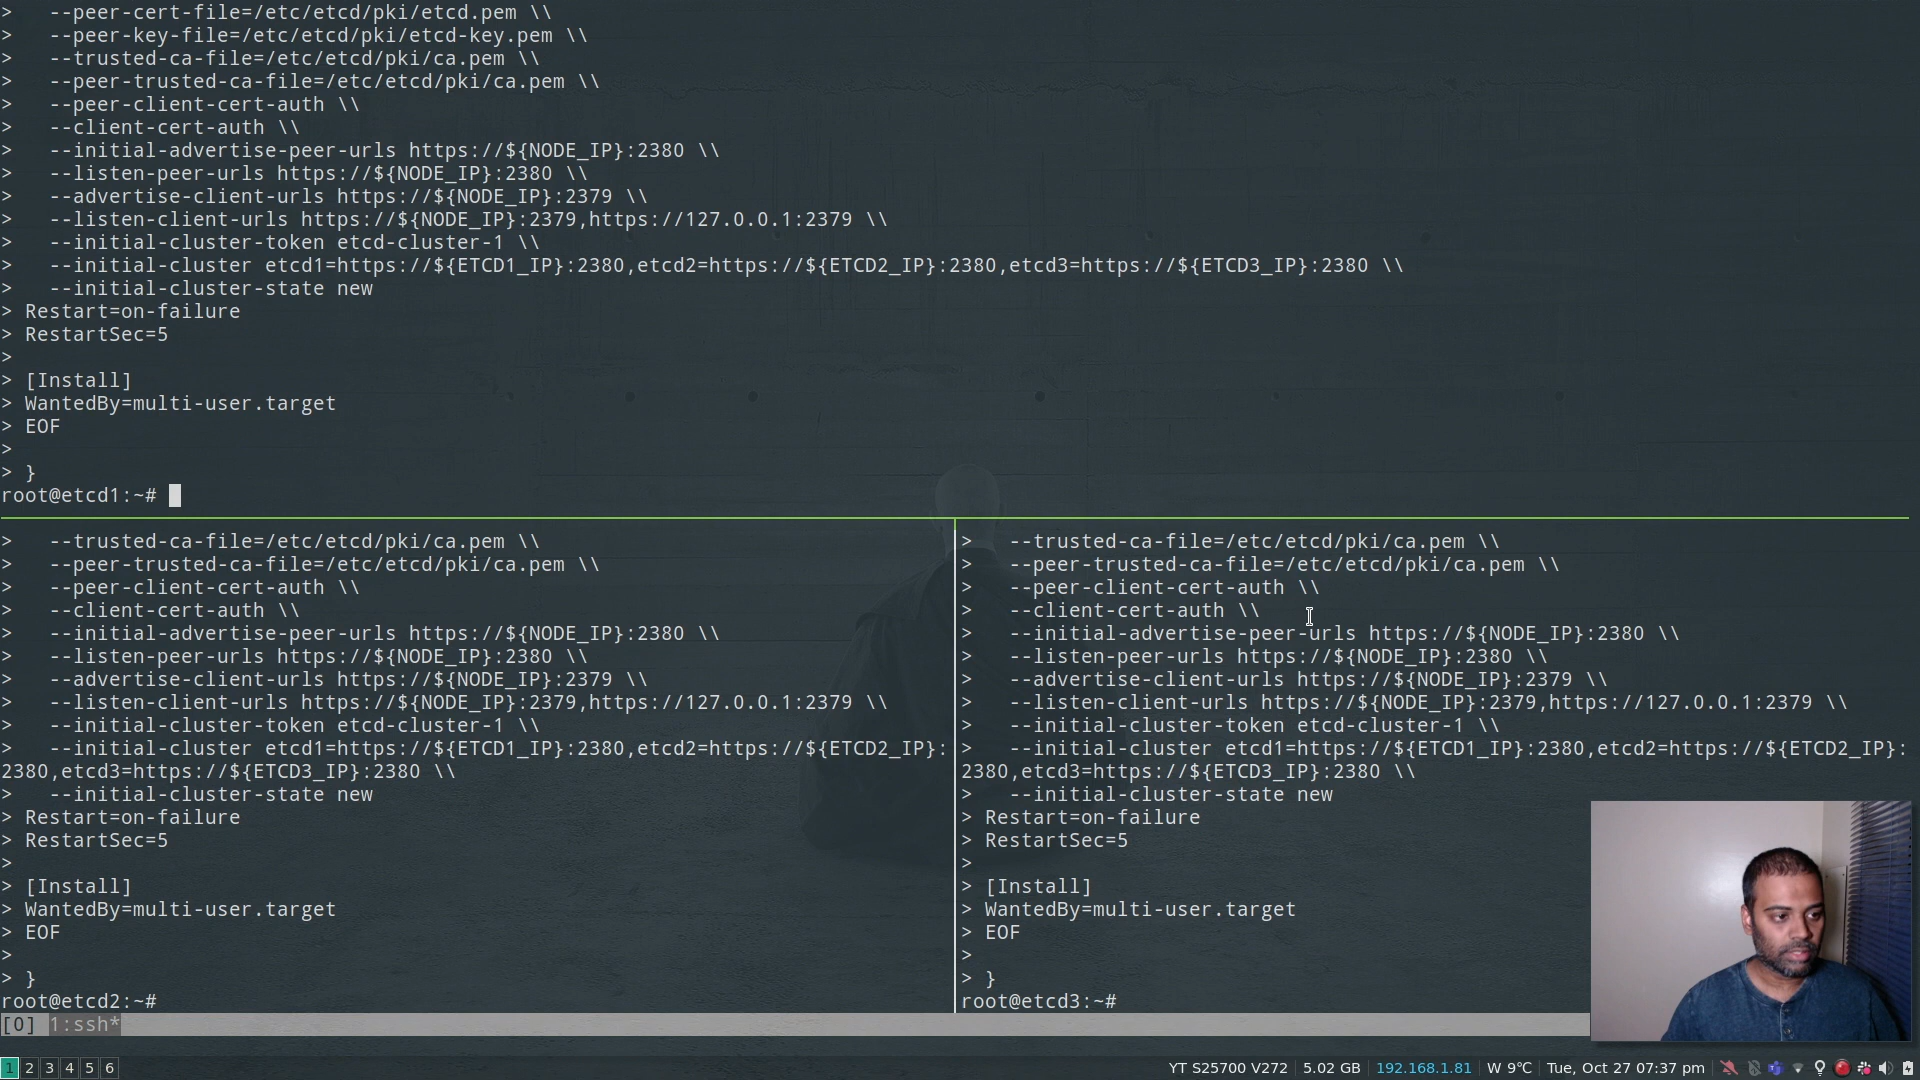 >   --peer-cert-file=/etc/etcd/pki/etcd.pem \\
>   --peer-key-file=/etc/etcd/pki/etcd-key.pem \\
>   --trusted-ca-file=/etc/etcd/pki/ca.pem \\
>   --peer-trusted-ca-file=/etc/etcd/pki/ca.pem \\
>   --peer-client-cert-auth \\
>   --client-cert-auth \\
>   --initial-advertise-peer-urls https://${NODE_IP}:2380 \\
>   --listen-peer-urls https://${NODE_IP}:2380 \\
>   --advertise-client-urls https://${NODE_IP}:2379 \\
>   --listen-client-urls https://${NODE_IP}:2379,https://127.0.0.1:2379 \\
>   --initial-cluster-token etcd-cluster-1 \\
>   --initial-cluster etcd1=https://${ETCD1_IP}:2380,etcd2=https://${ETCD2_IP}:2380,etcd3=https://${ETCD3_IP}:2380 \\
>   --initial-cluster-state new
> Restart=on-failure
> RestartSec=5
>
> [Install]
> WantedBy=multi-user.target
> EOF
>
> }
root@etcd1:~#
>   --trusted-ca-file=/etc/etcd/pki/ca.pem \\
>   --peer-trusted-ca-file=/etc/etcd/pki/ca.pem \\
>   --peer-client-cert-auth \\
>   --client-cert-auth \\
>   --initial-advertise-peer-urls https://${NODE_IP}:2380 \\
>   --listen-peer-urls https://${NODE_IP}:2380 \\
>   --advertise-client-urls https://${NODE_IP}:2379 \\
>   --listen-client-urls https://${NODE_IP}:2379,https://127.0.0.1:2379 \\
>   --initial-cluster-token etcd-cluster-1 \\
>   --initial-cluster etcd1=https://${ETCD1_IP}:2380,etcd2=https://${ETCD2_IP}:
2380,etcd3=https://${ETCD3_IP}:2380 \\
>   --initial-cluster-state new
> Restart=on-failure
> RestartSec=5
>
> [Install]
> WantedBy=multi-user.target
> EOF
>
> }
root@etcd2:~#
>   --trusted-ca-file=/etc/etcd/pki/ca.pem \\
>   --peer-trusted-ca-file=/etc/etcd/pki/ca.pem \\
>   --peer-client-cert-auth \\
>   --client-cert-auth \\
>   --initial-advertise-peer-urls https://${NODE_IP}:2380 \\
>   --listen-peer-urls https://${NODE_IP}:2380 \\
>   --advertise-client-urls https://${NODE_IP}:2379 \\
>   --listen-client-urls https://${NODE_IP}:2379,https://127.0.0.1:2379 \\
>   --initial-cluster-token etcd-cluster-1 \\
>   --initial-cluster etcd1=https://${ETCD1_IP}:2380,etcd2=https://${ETCD2_IP}:
2380,etcd3=https://${ETCD3_IP}:2380 \\
>   --initial-cluster-state new
> Restart=on-failure
> RestartSec=5
>
> [Install]
> WantedBy=multi-user.target
> EOF
>
> }
root@etcd3:~#
[0] 1:ssh*
1 2 3 4 5 6 YT S25700 V272 5.02 GB 192.168.1.81 W 9°C Tue, Oct 27 07:37 pm